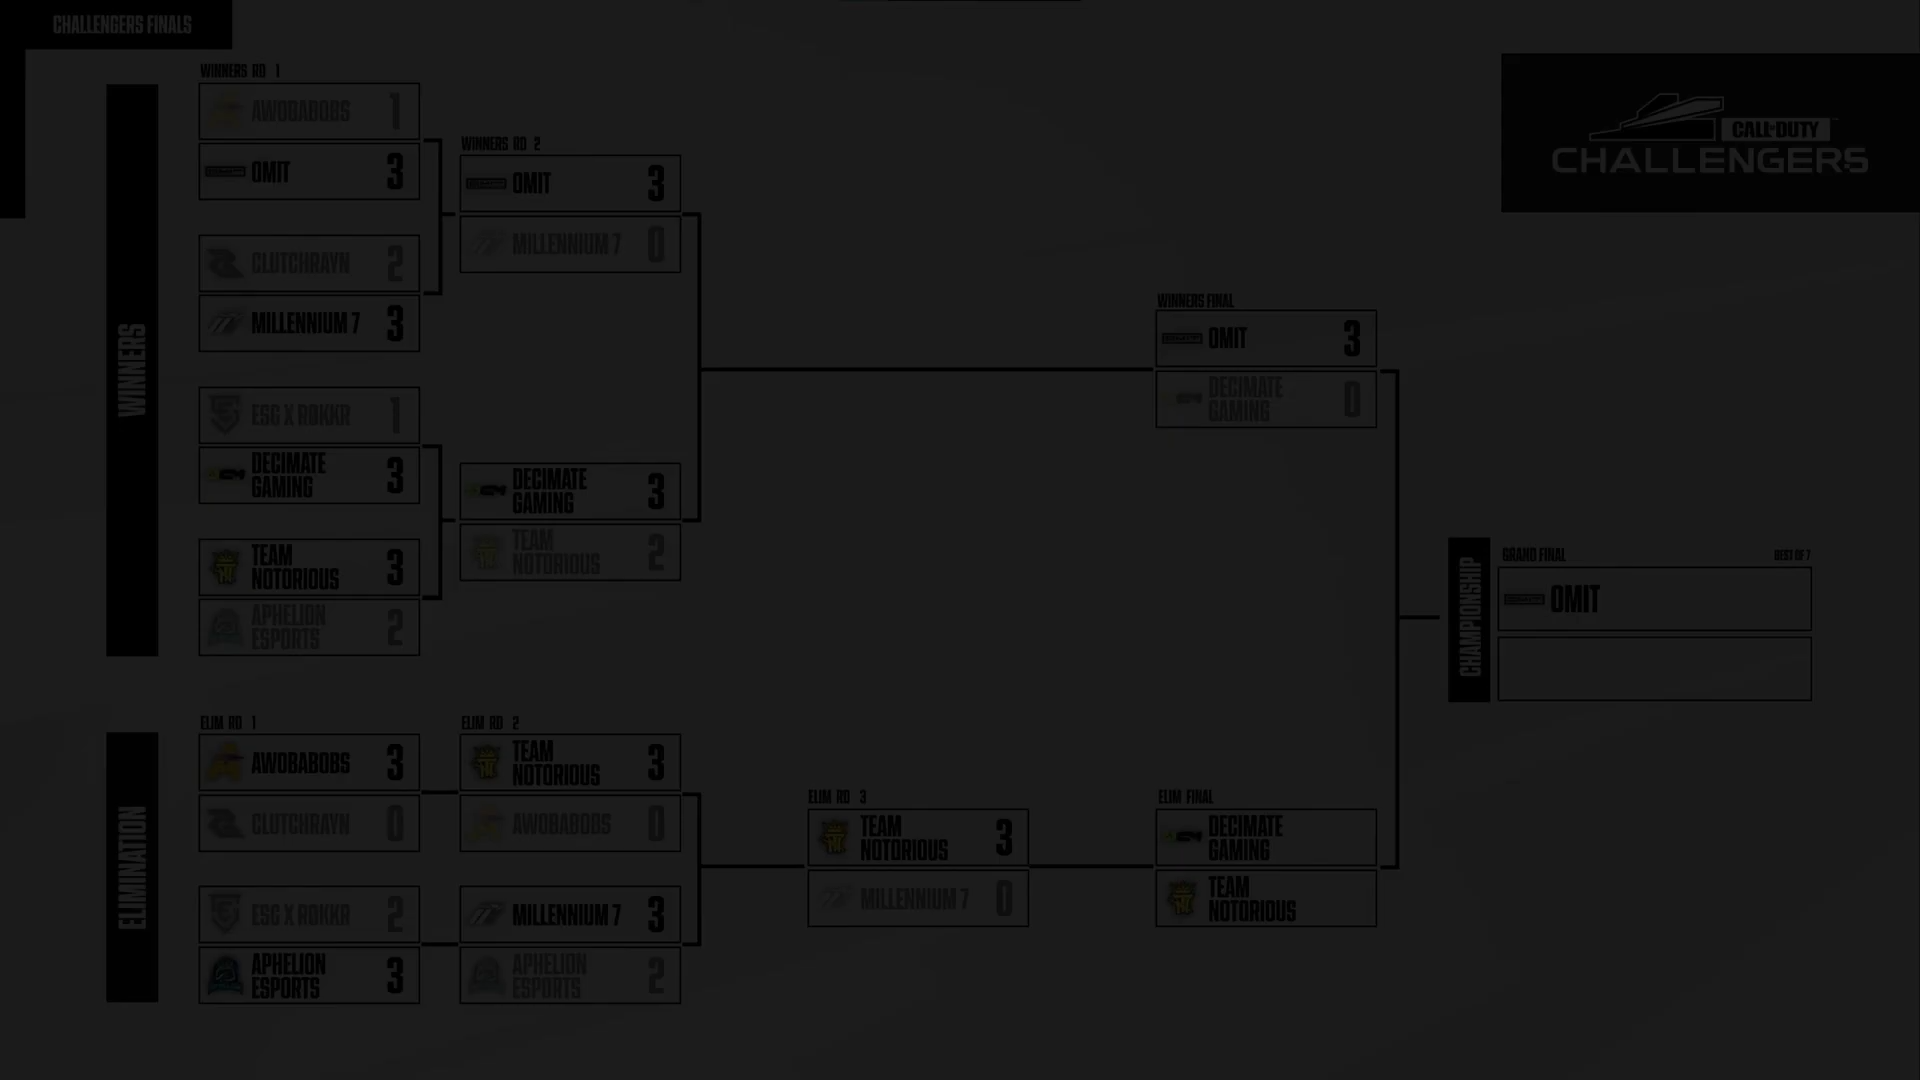 CHALLENGERS FINALS
CALL OF DUTY
CHALLENGERS
WINNERS
WINNERS RD 1
AWOBABOBS 1
OMIT 3
CLUTCHRAYN 2
MILLENNIUM 7 3
ESG X ROKKR 1
DECIMATE
GAMING 3
TEAM
NOTORIOUS 3
APHELION
ESPORTS 2
WINNERS RD 2
OMIT 3
MILLENNIUM 7 0
DECIMATE
GAMING 3
TEAM
NOTORIOUS 2
WINNERS FINAL
OMIT 3
DECIMATE
GAMING 0
CHAMPIONSHIP
GRAND FINAL
BEST OF 7
OMIT
ELIMINATION
ELIM RD 1
AWOBABOBS 3
CLUTCHRAYN 0
ESG X ROKKR 2
APHELION
ESPORTS 3
ELIM RD 2
TEAM
NOTORIOUS 3
AWOBABOBS 0
MILLENNIUM 7 3
APHELION
ESPORTS 2
ELIM RD 3
TEAM
NOTORIOUS 3
MILLENNIUM 7 0
ELIM FINAL
DECIMATE
GAMING
TEAM
NOTORIOUS